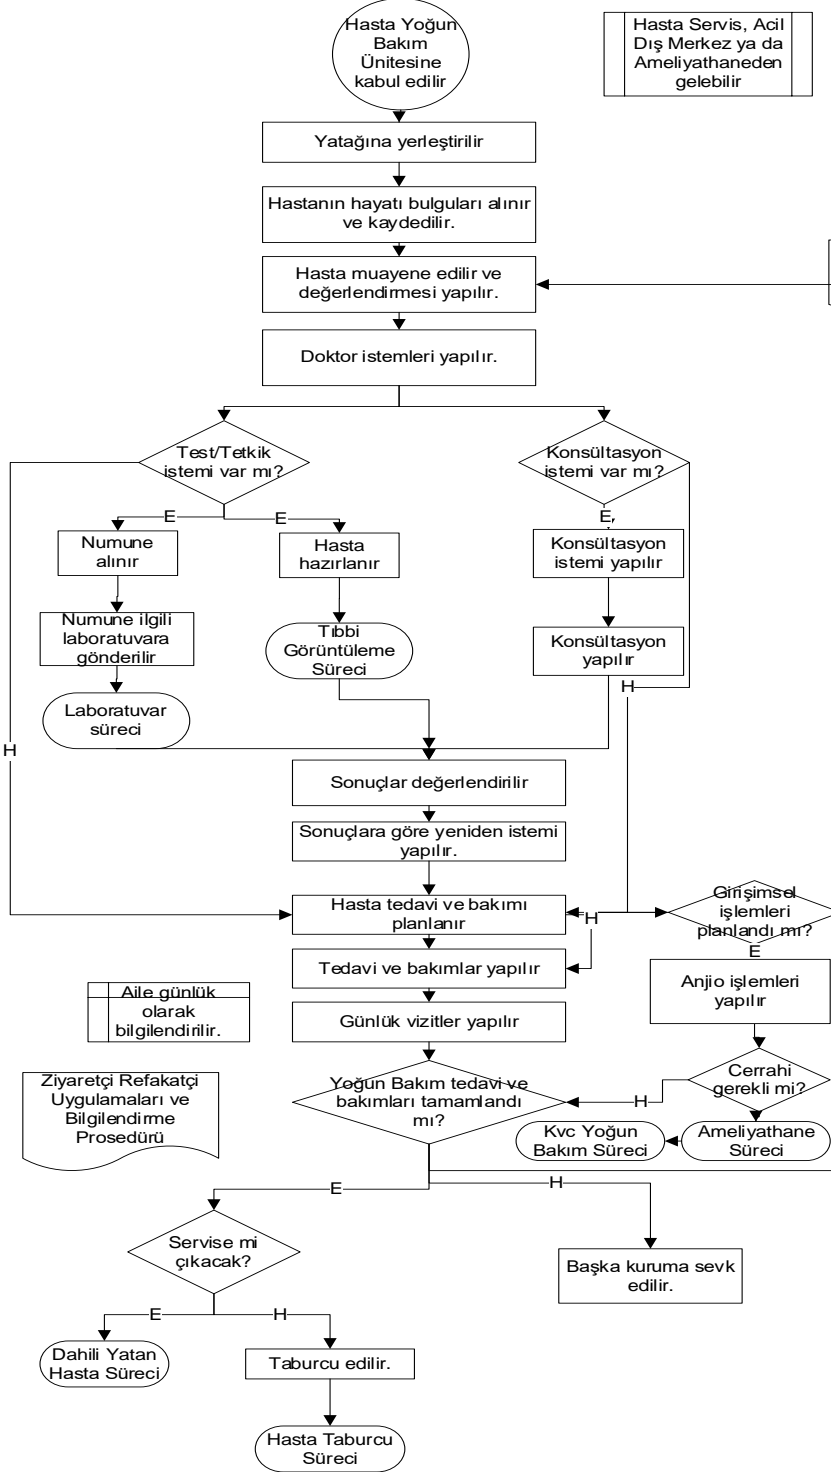 Hasta Yoğun
Bakım
Ünitesine
kabul edilir
Hasta Servis, Acil
Dış Merkez ya da
Ameliyathaneden
gelebilir
Yatağına yerleştirilir
Hastanın hayatı bulguları alınır
ve kaydedilir.
Hasta muayene edilir ve
değerlendirmesi yapılır.
Doktor istemleri yapılır.
Test/Tetkik
istemi var mı?
Konsültasyon
istemi var mı?
E
E
E
Numune
alınır
Hasta
hazırlanır
Konsültasyon
istemi yapılır
Numune ilgili
laboratuvara
gönderilir
Tıbbi
Görüntüleme
Süreci
Konsültasyon
yapılır
H
Laboratuvar
süreci
H
Sonuçlar değerlendirilir
Sonuçlara göre yeniden istemi
yapılır.
Hasta tedavi ve bakımı
planlanır
H
Girişimsel
işlemleri
planlandı mı?
E
Tedavi ve bakımlar yapılır
Anjio işlemleri
yapılır
Aile günlük
olarak
bilgilendirilir.
Günlük vizitler yapılır
Ziyaretçi Refakatçi
Uygulamaları ve
Bilgilendirme
Prosedürü
Yoğun Bakım tedavi ve
bakımları tamamlandı
mı?
H
Cerrahi
gerekli mi?
Kvc Yoğun
Bakım Süreci
Ameliyathane
Süreci
E
H
Servise mi
çıkacak?
Başka kuruma sevk
edilir.
E
H
Dahili Yatan
Hasta Süreci
Taburcu edilir.
Hasta Taburcu
Süreci